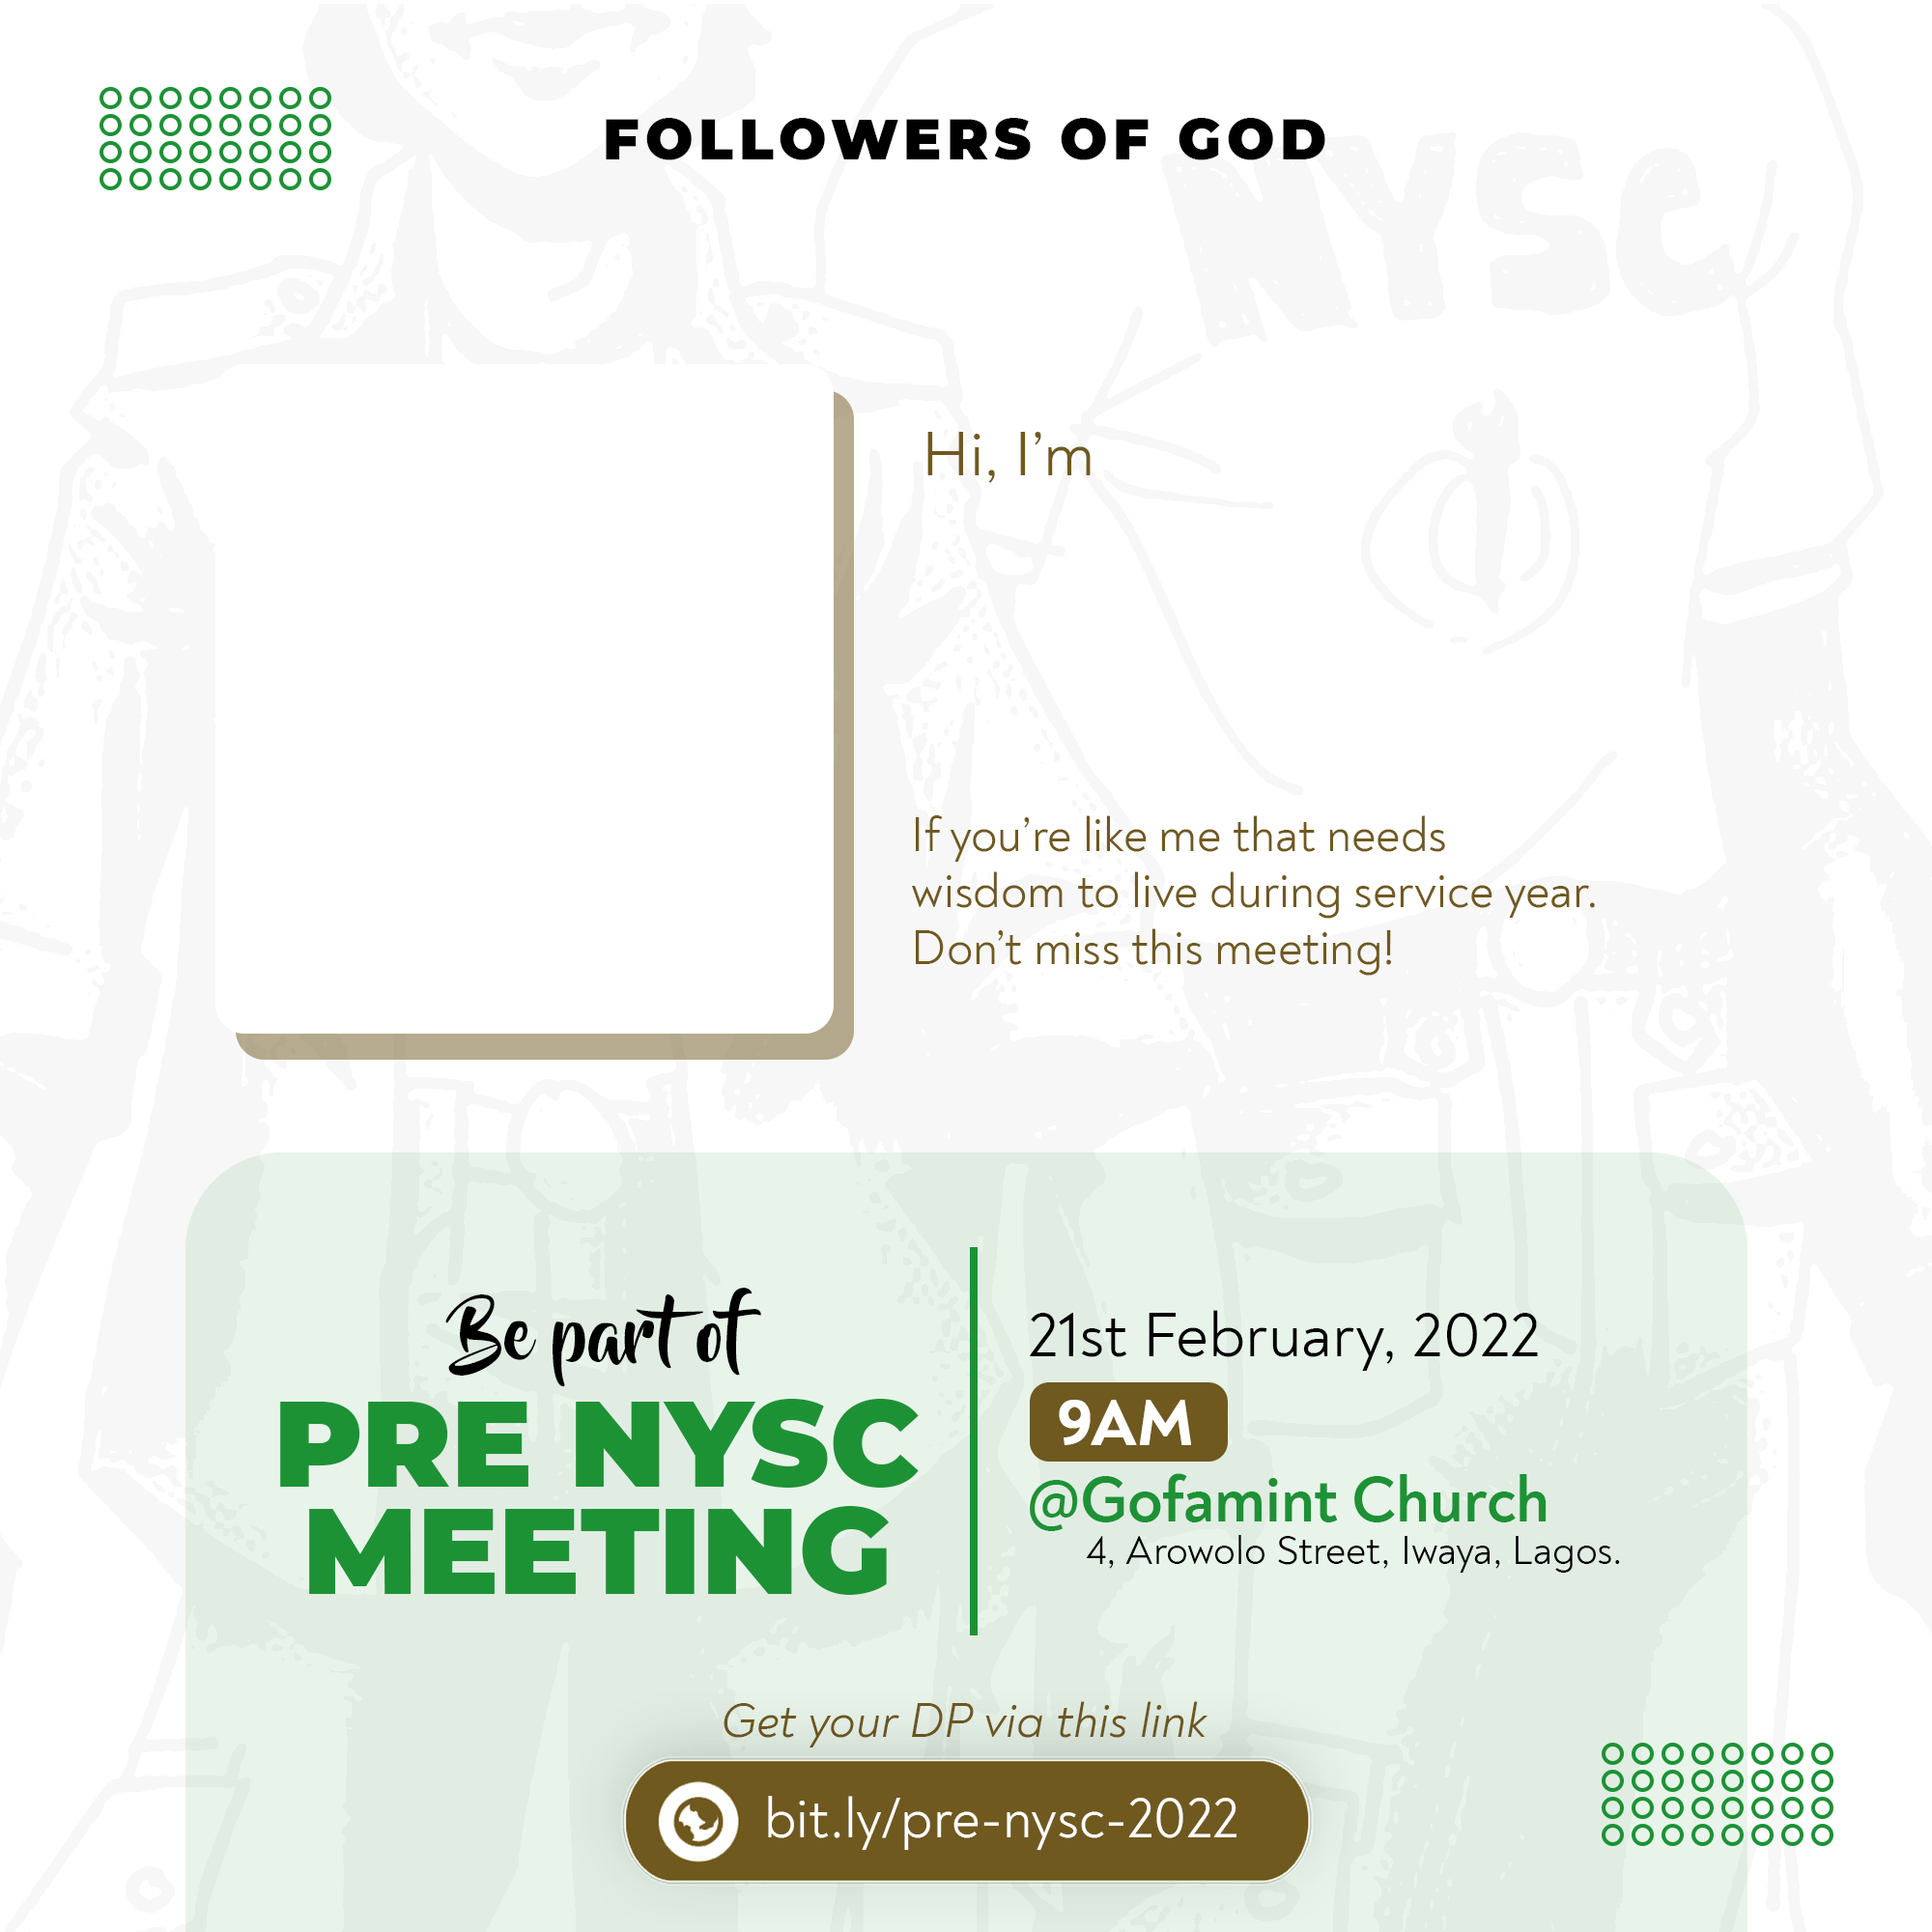 FOLLOWERS OF GOD
NYSC
Hi, I'm
If you're like me that needs
wisdom to live during service year.
Don't miss this meeting!
Be part of
PRE NYSC
MEETING
21st February, 2022
9AM
@Gofamint Church
4, Arowolo Street, Iwaya, Lagos.
Get your DP via this link
bit.ly/pre-nysc-2022